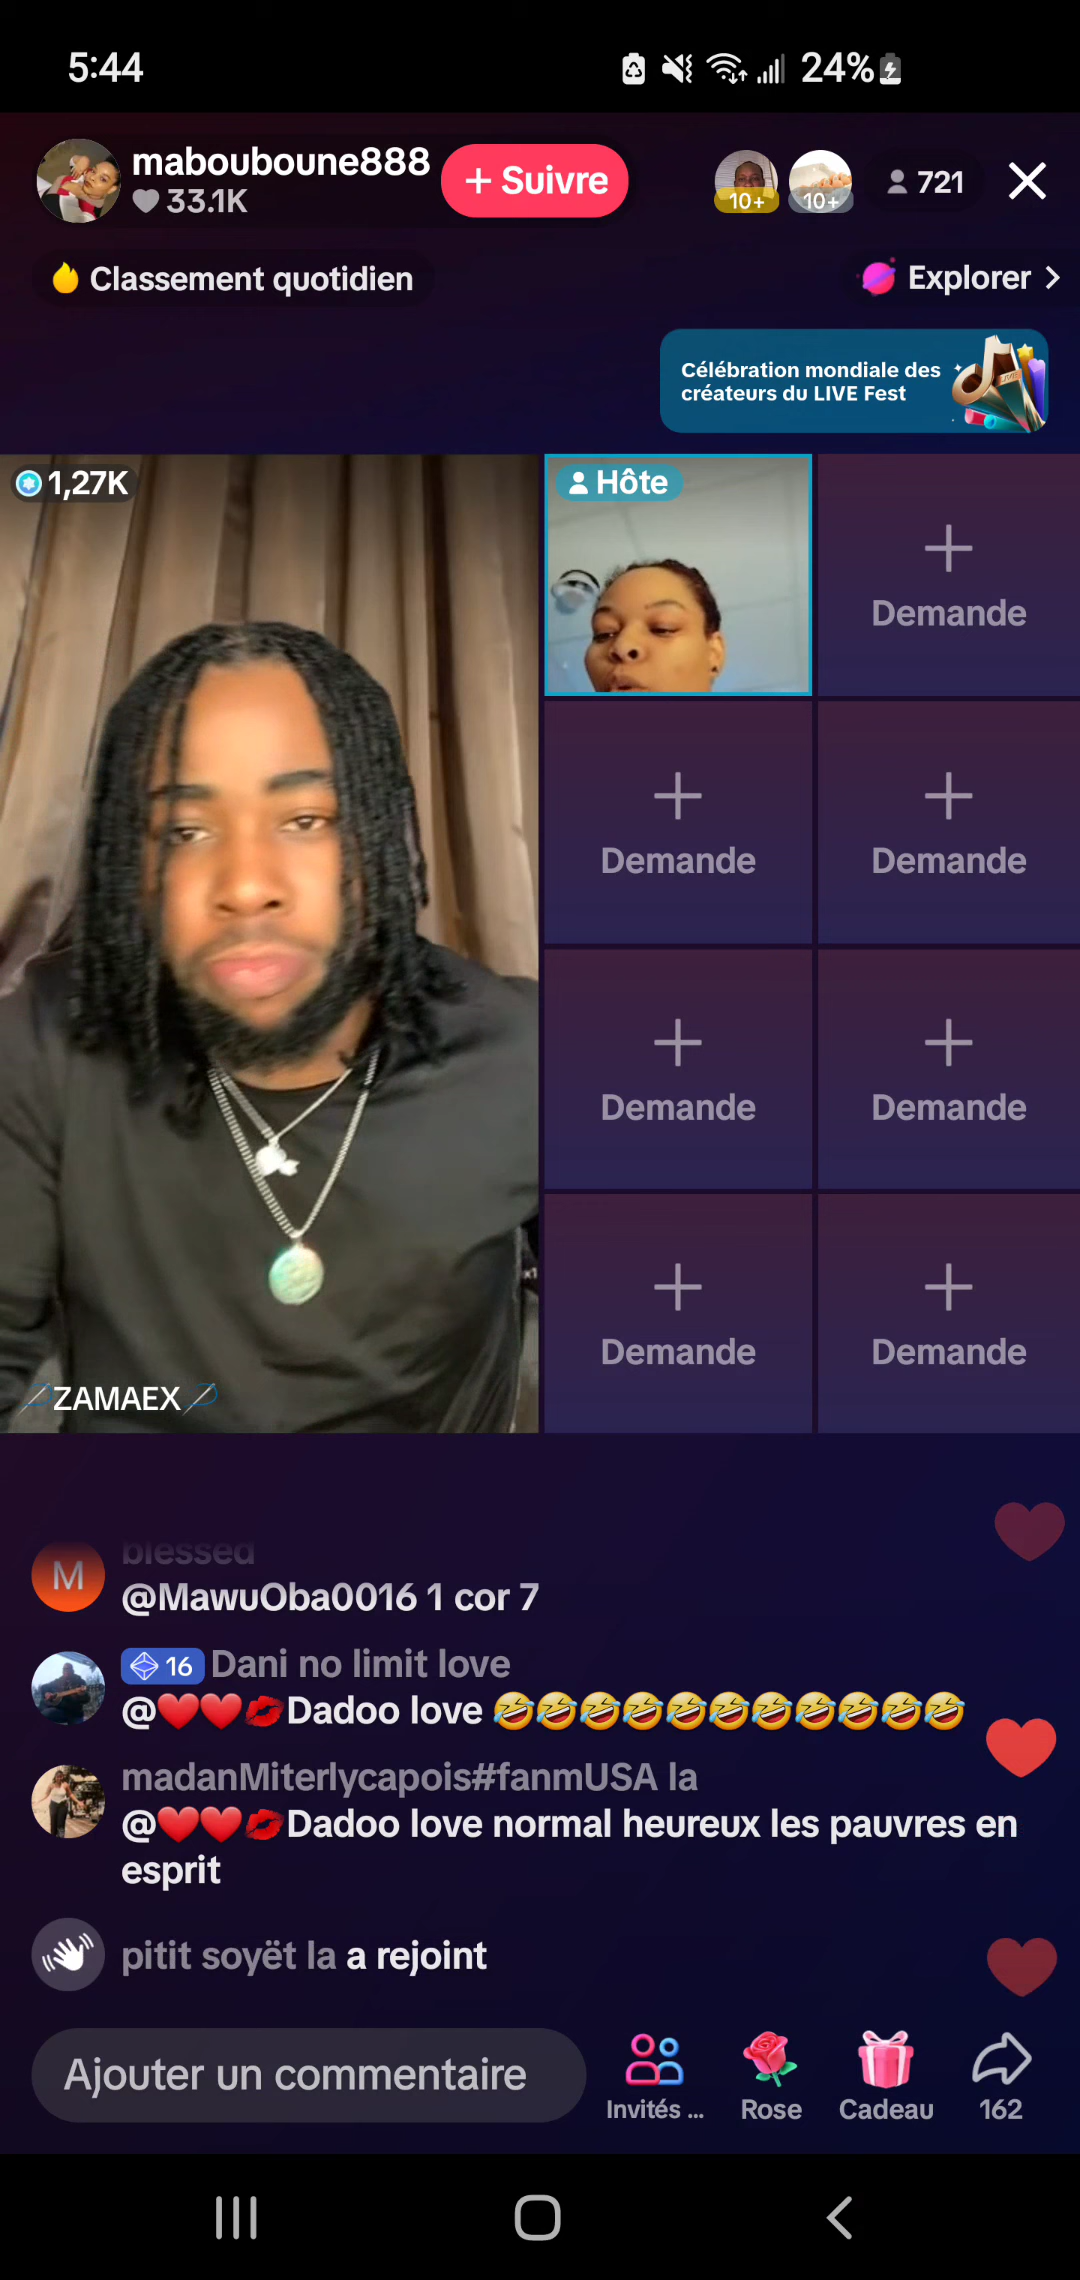 5:44
24%
mabouboune888
33.1K
+ Suivre
10+
10+
721
Classement quotidien
Explorer >
Célébration mondiale des
créateurs du LIVE Fest
1,27K
Hôte
Demande
Demande
Demande
Demande
Demande
Demande
Demande
x1
ZAMAEX
blessed
M
@MawuOba0016 1 cor 7
16 Dani no limit love
@❤️❤️💋Dadoo love 🤣🤣🤣🤣🤣🤣🤣🤣🤣🤣🤣
madanMiterlycapois#fanmUSA la
@❤️❤️💋Dadoo love normal heureux les pauvres en
esprit
pitit soyët la a rejoint
Ajouter un commentaire
Invités ...
Rose
Cadeau
162